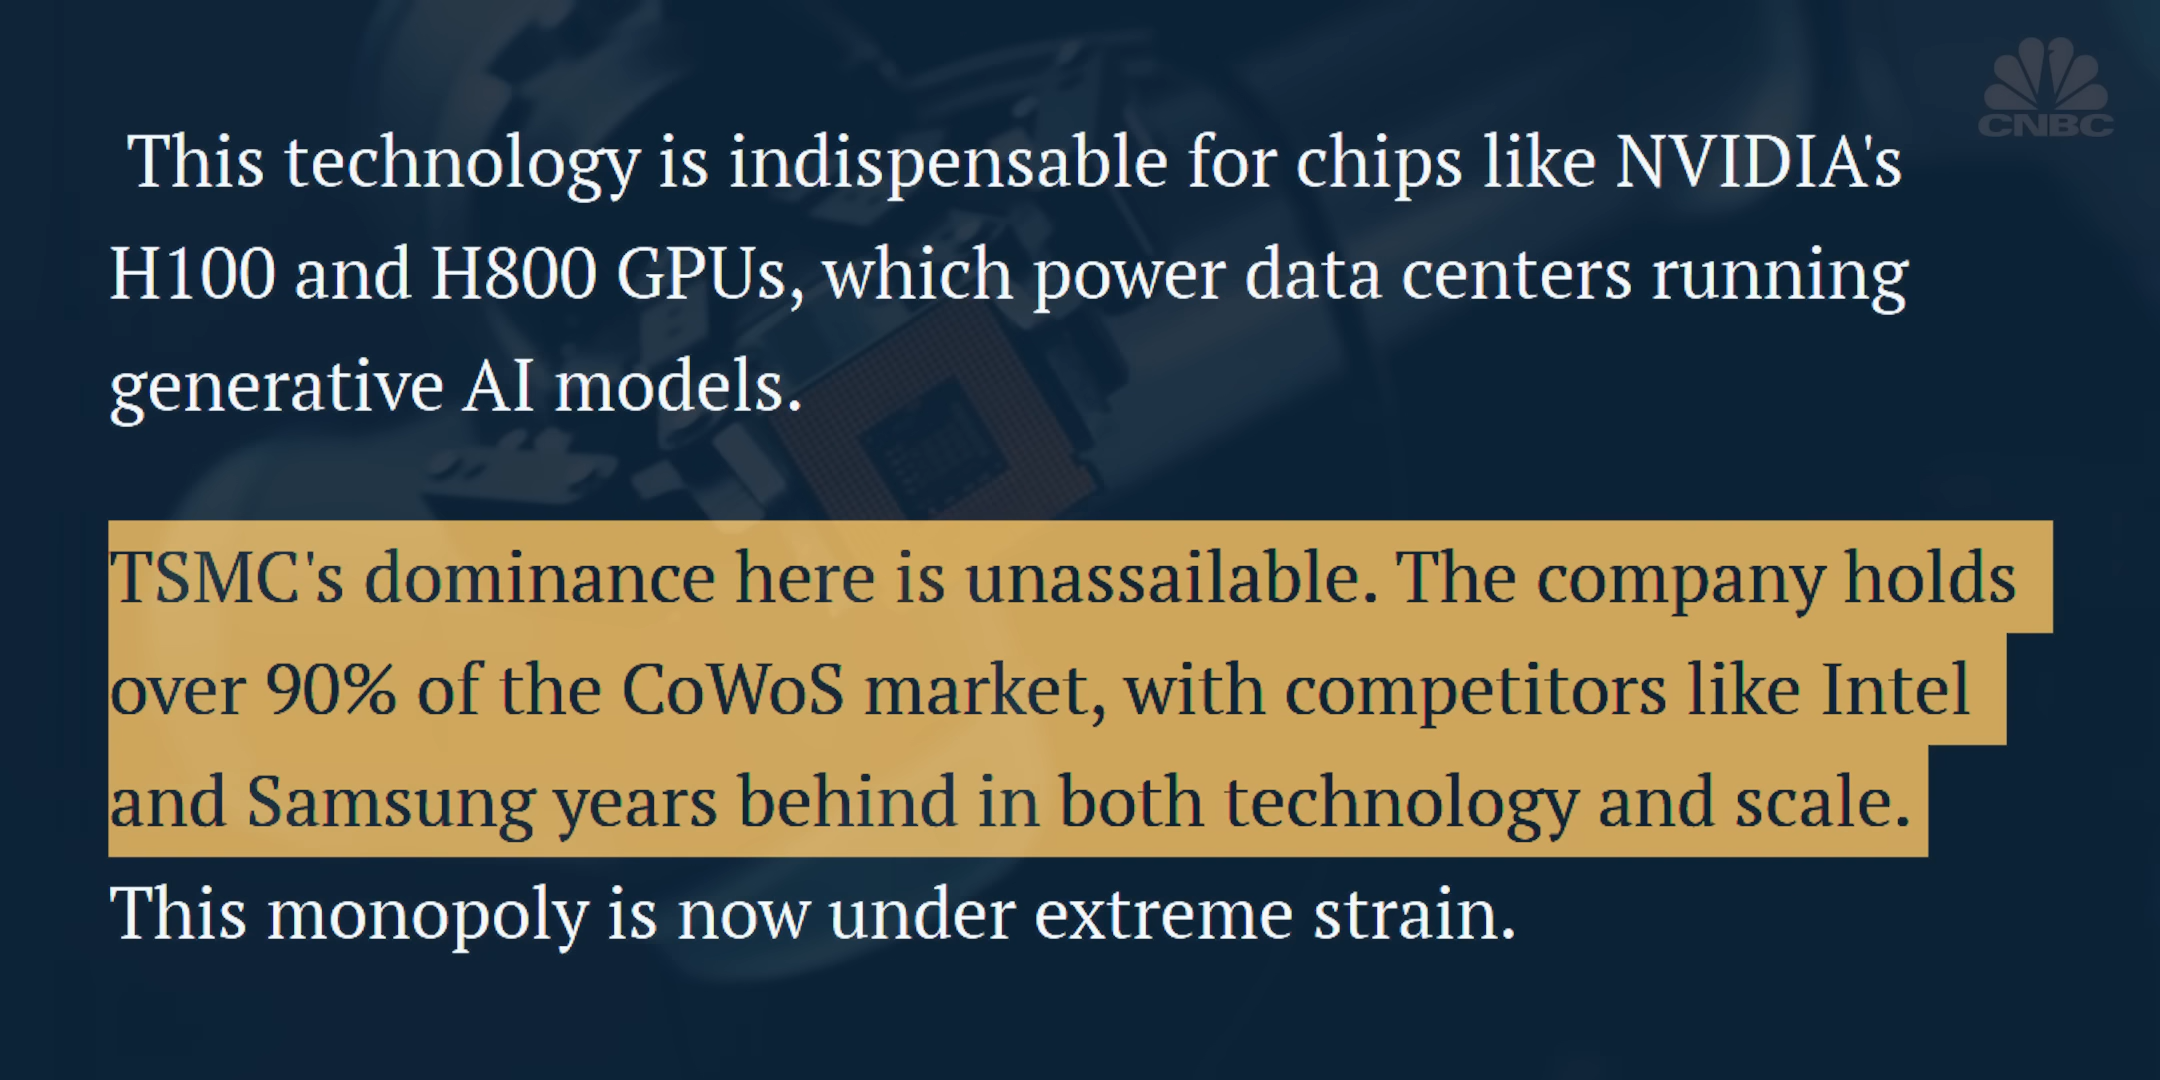 CNBC
This technology is indispensable for chips like NVIDIA's
H100 and H800 GPUs, which power data centers running
generative AI models.
TSMC's dominance here is unassailable. The company holds
over 90% of the CoWoS market, with competitors like Intel
and Samsung years behind in both technology and scale.
This monopoly is now under extreme strain.